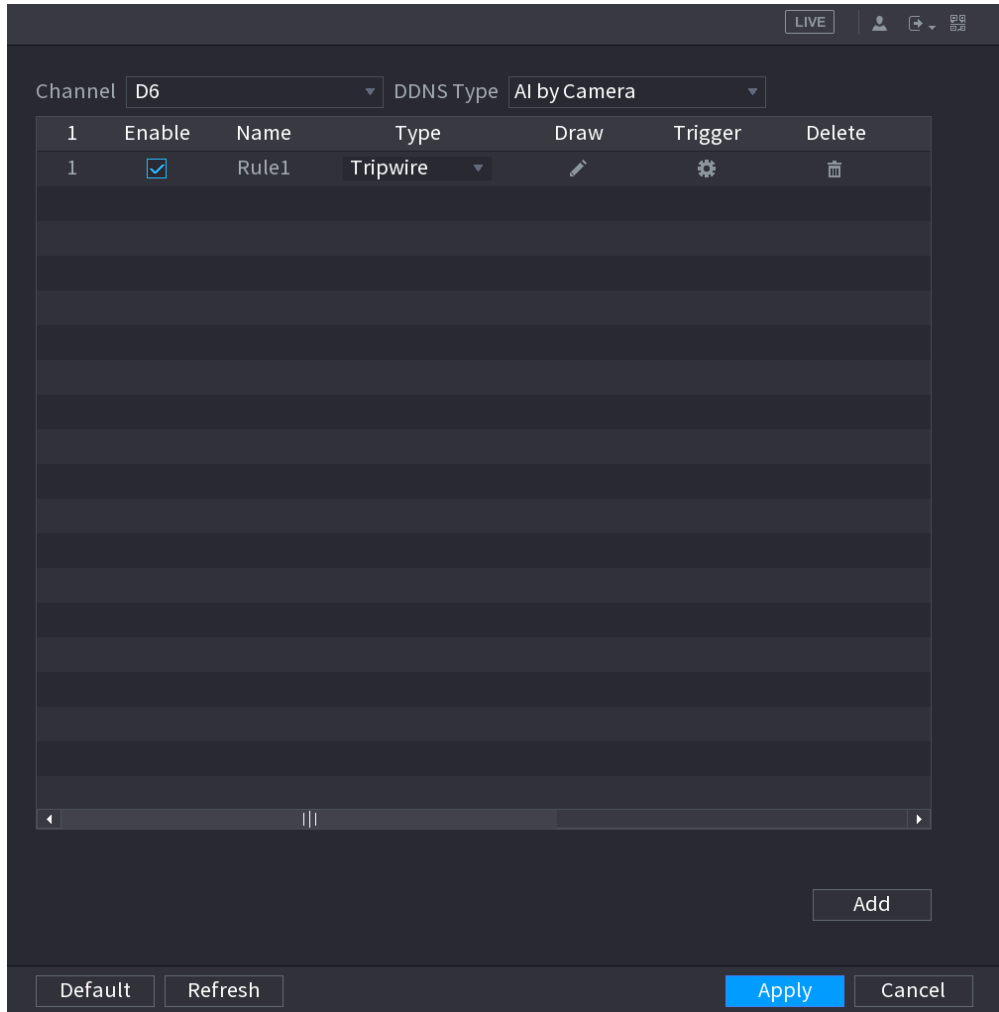 LIVE
Channel D6 DDNS Type AI by Camera
1 Enable Name Type Draw Trigger Delete
1 Rule1 Tripwire
Add
Default Refresh Apply Cancel